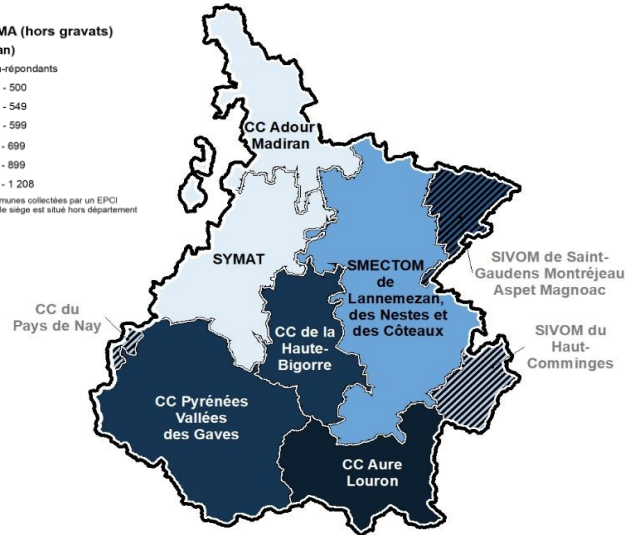 MA (hors gravats)
an)
n-répondants
- 500
- 549
- 599
- 699
- 899
- 1 208
munes collectées par un EPCI
le siège est situé hors département
CC Adour
Madiran
SYMAT
SMECTOM
de
Lannemezan,
des Nestes et
des Côteaux
SIVOM de Saint-
Gaudens Montréjeau
Aspet Magnoac
CC du
Pays de Nay
CC de la
Haute-
Bigorre
SIVOM du
Haut-
Comminges
CC Pyrénées
Vallées
des Gaves
CC Aure
Louron